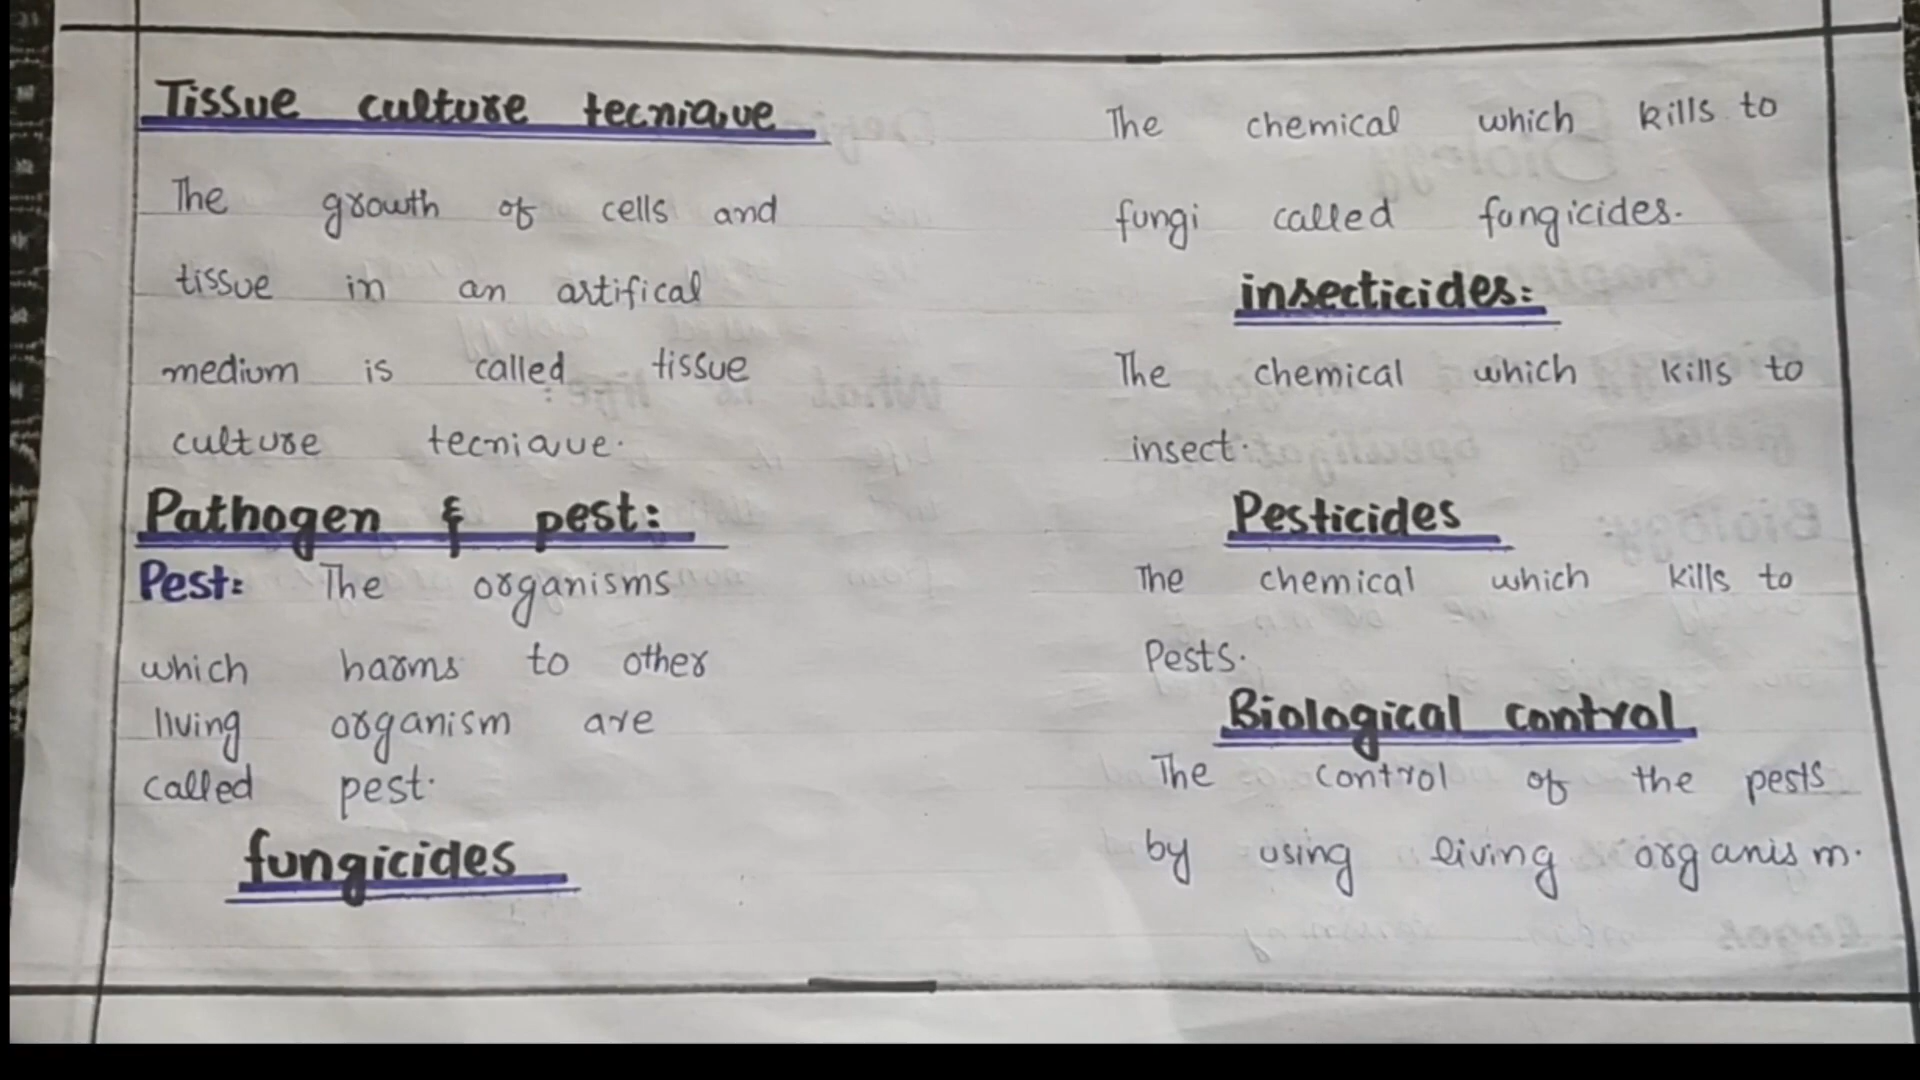 Tissue culture tecniaue
The growth of cells and
tissue in an artifical
medium is called tissue
culture tecniaue.
Pathogen & pest:
Pest: The organisms
which harms to other
living organism are
called pest.
fungicides
The chemical which kills to
fungi called fungicides.
insecticides:
The chemical which kills to
insect.
Pesticides
The chemical which kills to
Pests.
Biological control
The control of the pests
by using living organism.